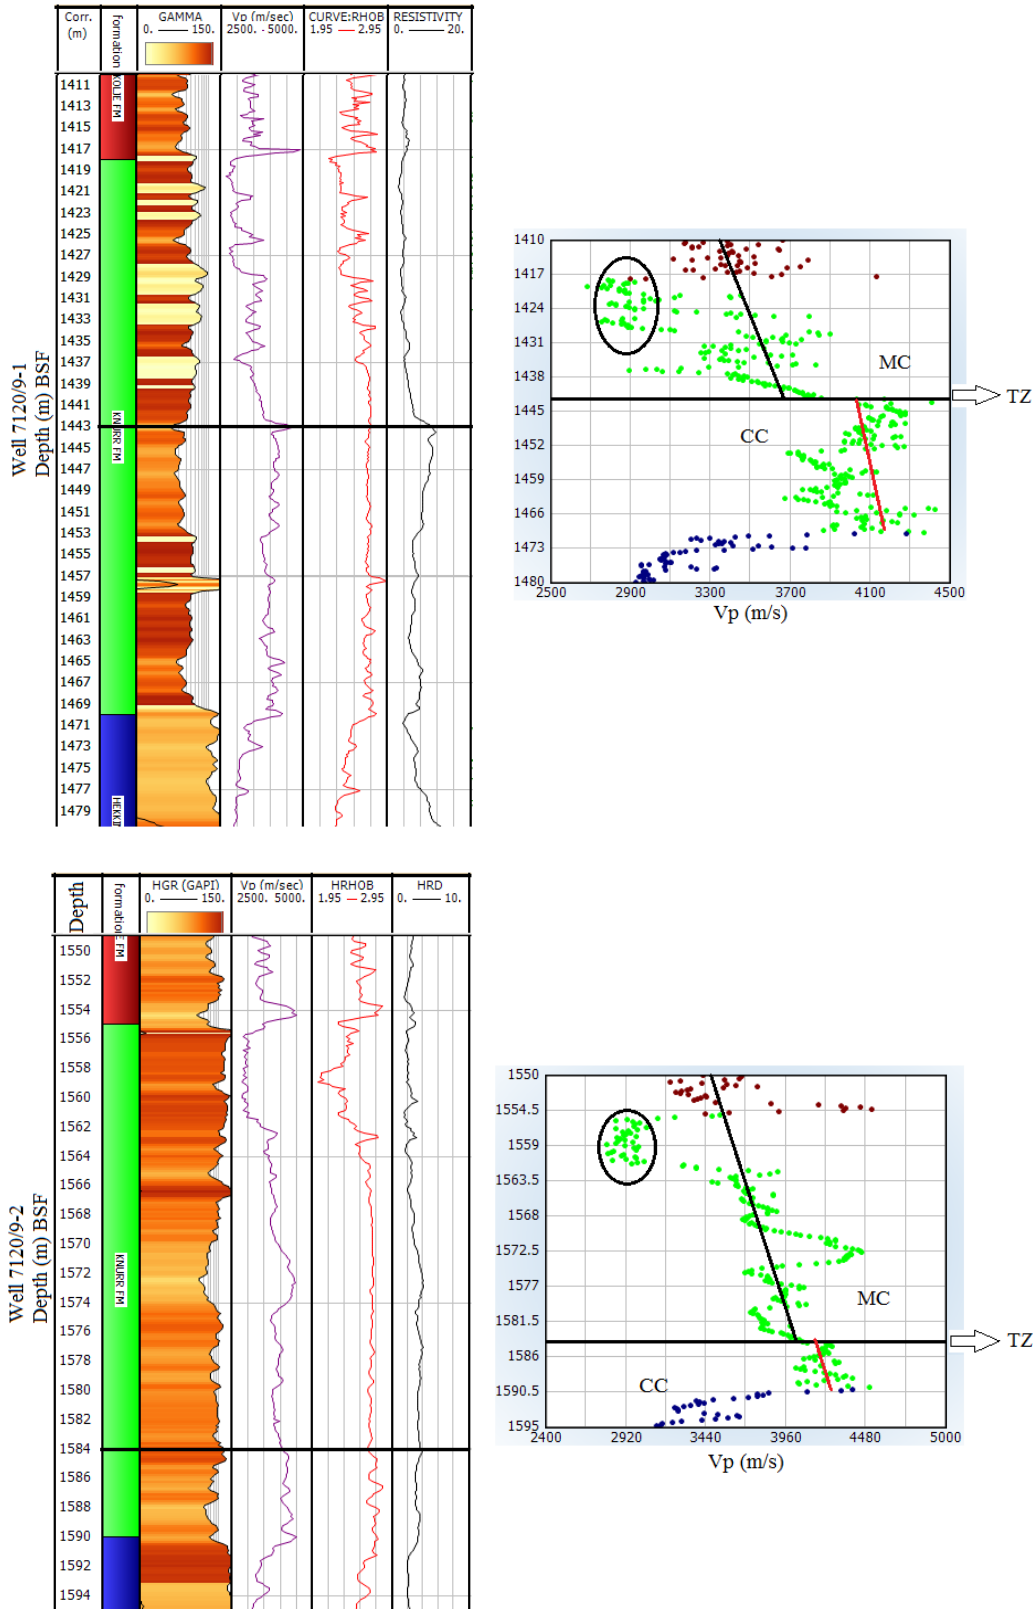 Corr. (m)
formation
GAMMA
0. 150.
Vp (m/sec)
2500. - 5000.
CURVE:RHOB
1.95 2.95
RESISTIVITY
0. 20.
KOLJE FM
KNURR FM
Well 7120/9-1
Depth (m) BSF
1411
1413
1415
1417
1419
1421
1423
1425
1427
1429
1431
1433
1435
1437
1439
1441
1443
1445
1447
1449
1451
1453
1455
1457
1459
1461
1463
1465
1467
1469
1471
1473
1475
1477
1479
1410
1417
1424
1431
1438
1445
1452
1459
1466
1473
1480
MC
TZ
CC
2500 2900 3300 3700 4100 4500
Vp (m/s)
Depth
formation
HGR (GAPI)
0. 150.
Vp (m/sec)
2500. 5000.
HRHOB
1.95 2.95
HRD
0. 10.
E FM
KNURR FM
Well 7120/9-2
Depth (m) BSF
1550
1552
1554
1556
1558
1560
1562
1564
1566
1568
1570
1572
1574
1576
1578
1580
1582
1584
1586
1588
1590
1592
1594
1550
1554.5
1559
1563.5
1568
1572.5
1577
1581.5
1586
1590.5
1595
MC
TZ
CC
2400 2920 3440 3960 4480 5000
Vp (m/s)